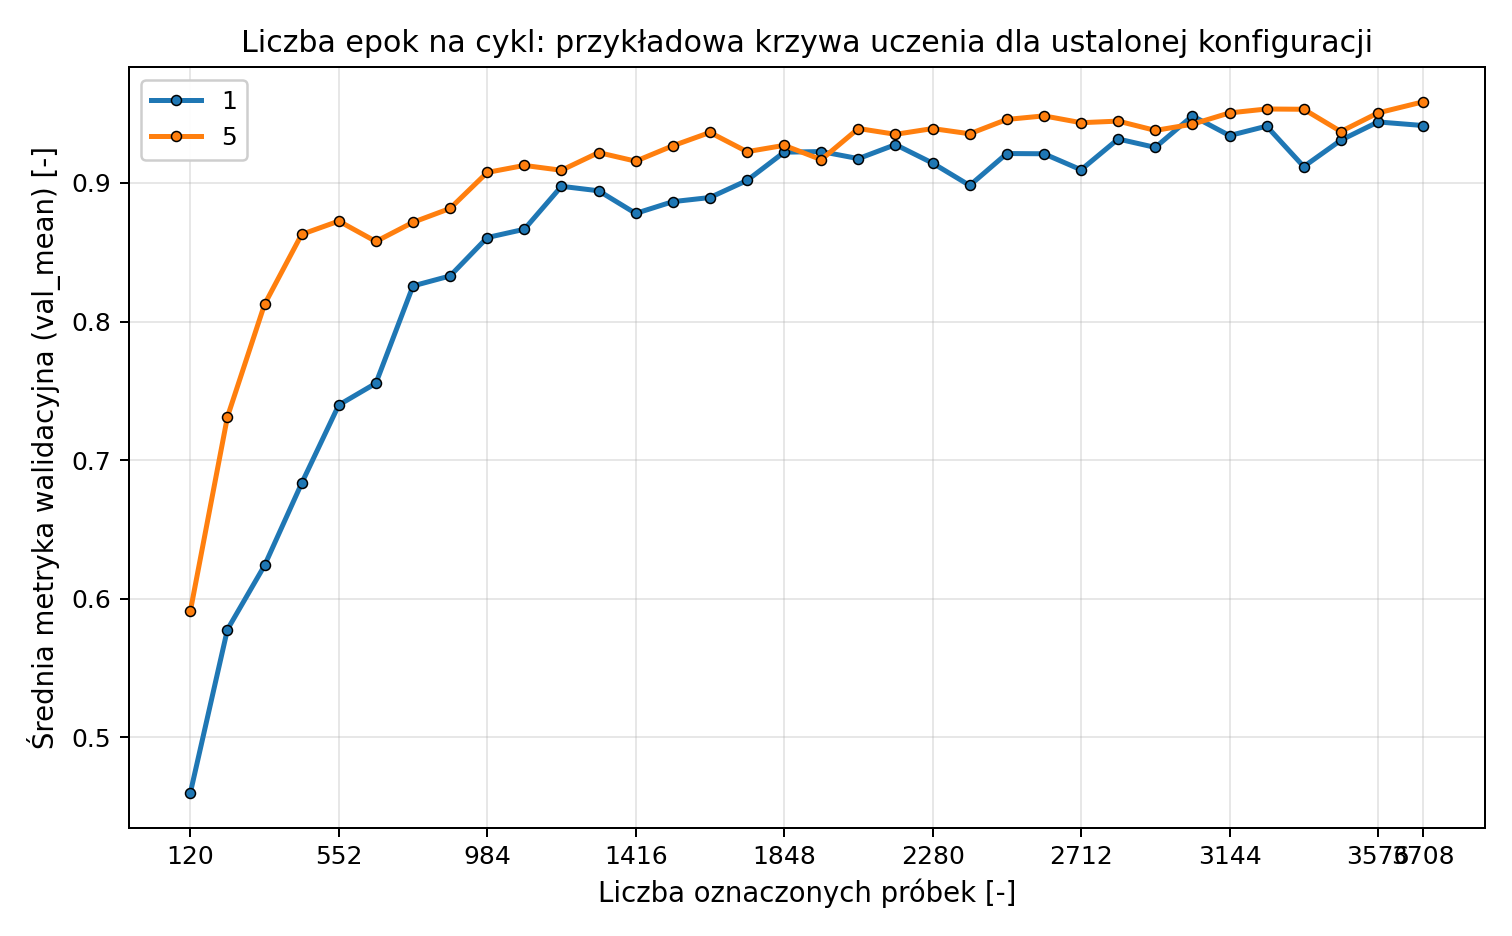 Liczba epok na cykl: przykładowa krzywa uczenia dla ustalonej konfiguracji
1
5
Średnia metryka walidacyjna (val_mean) [-]
0.9
0.8
0.7
0.6
0.5
120 552 984 1416 1848 2280 2712 3144 3576 3708
Liczba oznaczonych próbek [-]